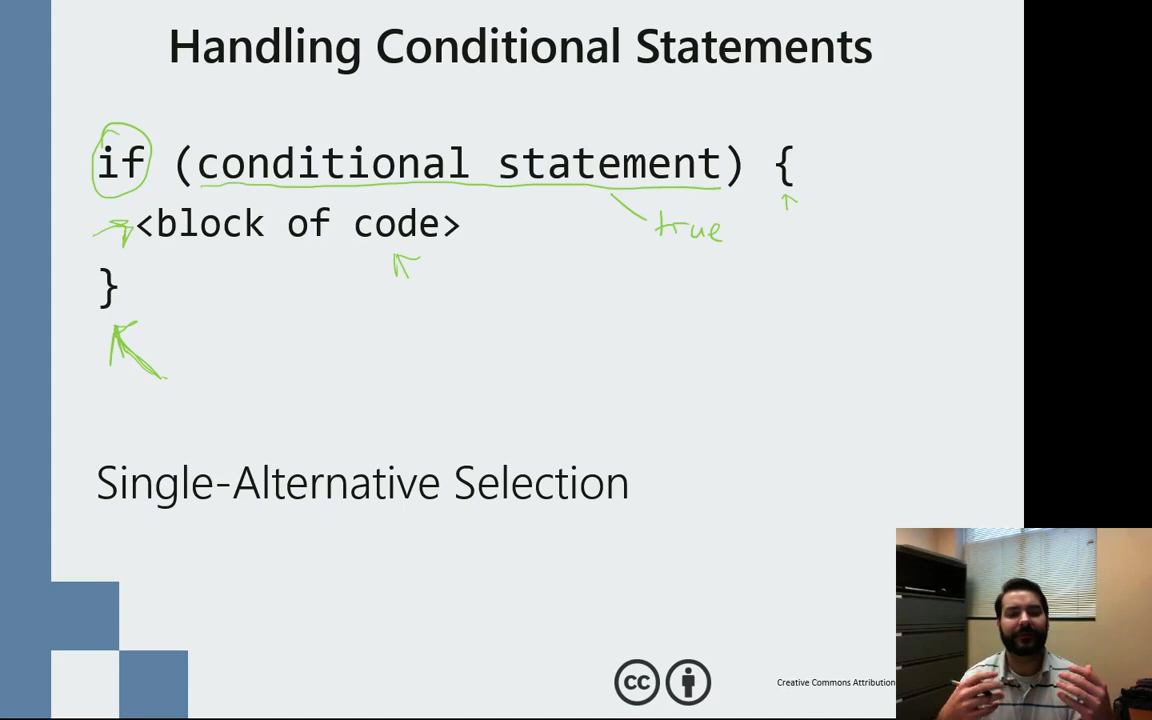 Handling Conditional Statements
if (conditional statement) {
<block of code>
true
}
Single-Alternative Selection
cc
Creative Commons Attribution